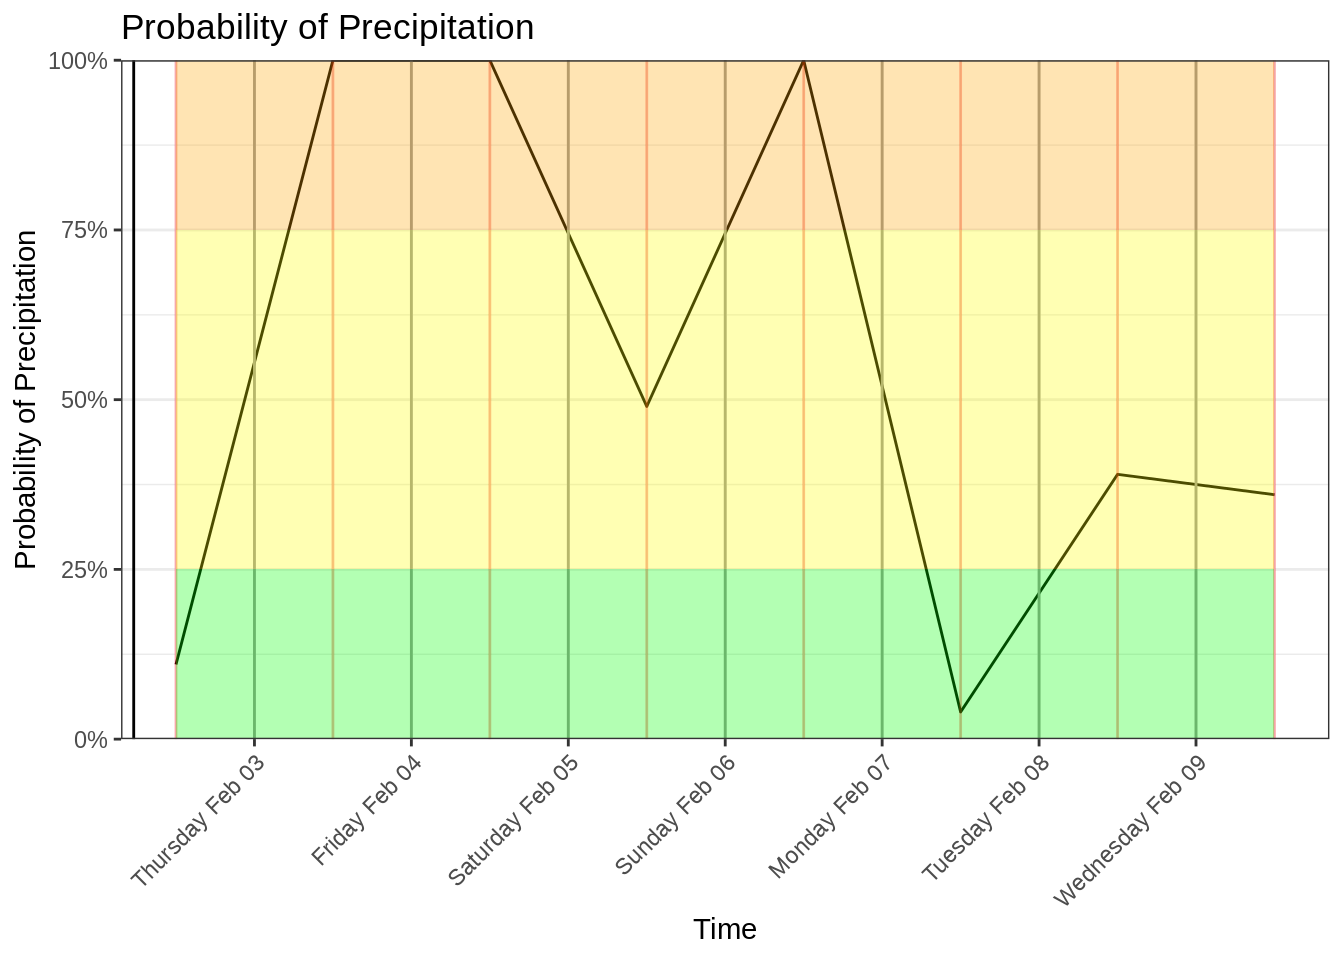 Probability of Precipitation
Probability of Precipitation
100%
75%
50%
25%
0%
Thursday Feb 03
Friday Feb 04
Saturday Feb 05
Sunday Feb 06
Monday Feb 07
Tuesday Feb 08
Wednesday Feb 09
Time